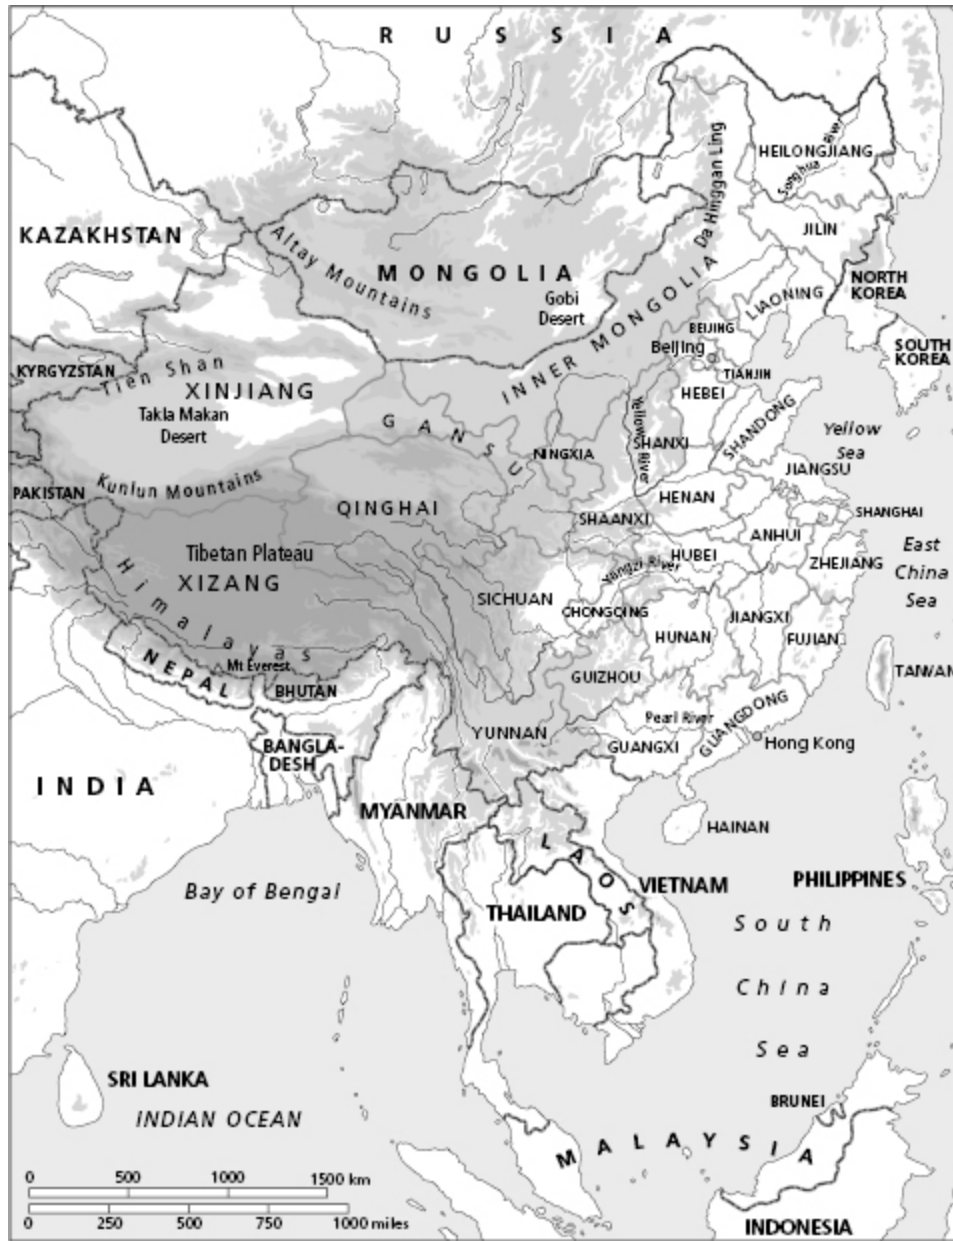 RUSSIA
HEILONGJIANG
Songhua River
Da Hinggan Ling
JILIN
KAZAKHSTAN
Altay Mountains
MONGOLIA
Gobi
Desert
NORTH
KOREA
LIAONING
INNER MONGOLIA
BEIJING
Beijing
TIANJIN
SOUTH
KOREA
KYRGYZSTAN
Tien Shan
XINJIANG
Takla Makan
Desert
GANSU
NINGXIA
Yellow River
SHANXI
HEBEI
SHANDONG
Yellow
Sea
JIANGSU
PAKISTAN
Kunlun Mountains
QINGHAI
SHAANXI
HENAN
SHANGHAI
ANHUI
Tibetan Plateau
XIZANG
Himalayas
SICHUAN
Yangzi River
HUBEI
ZHEJIANG
East
China
Sea
CHONGQING
HUNAN
JIANGXI
FUJIAN
NEPAL
Mt Everest
BHUTAN
GUIZHOU
TAIWAN
YUNNAN
Pearl River
GUANGXI
GUANGDONG
Hong Kong
BANGLA-
DESH
INDIA
MYANMAR
HAINAN
LAOS
Bay of Bengal
VIETNAM
PHILIPPINES
THAILAND
South
China
Sea
SRI LANKA
INDIAN OCEAN
BRUNEI
MALAYSIA
0 500 1000 1500 km
0 250 500 750 1000 miles
INDONESIA